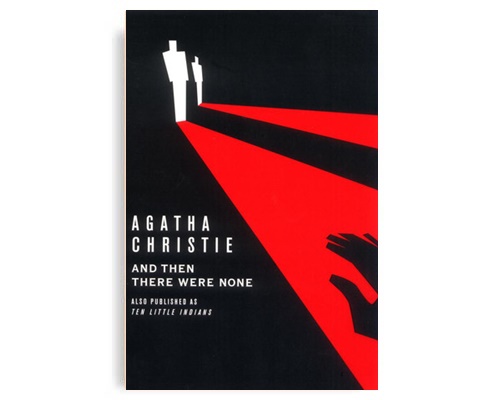 AGATHA
CHRISTIE
AND THEN
THERE WERE NONE
ALSO PUBLISHED AS
TEN LITTLE INDIANS